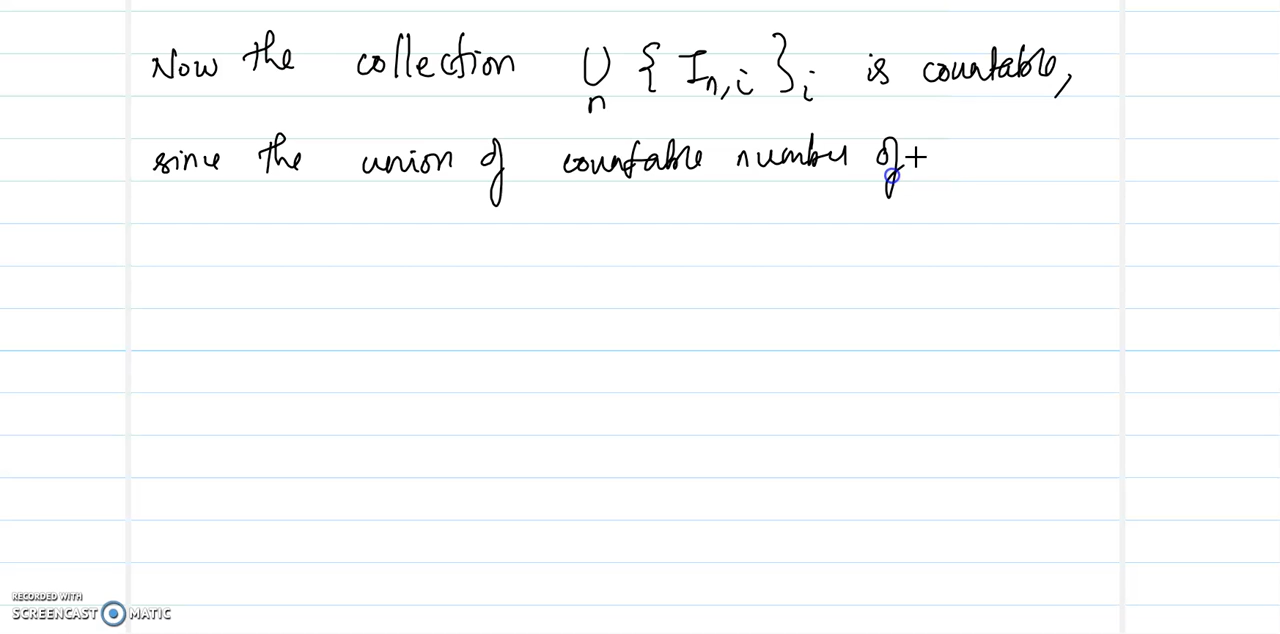 Now the collection ∪ₙ { Iₙ,ᵢ }ᵢ is countable,
since the union of countable number of
RECORDED WITH
SCREENCAST MATIC